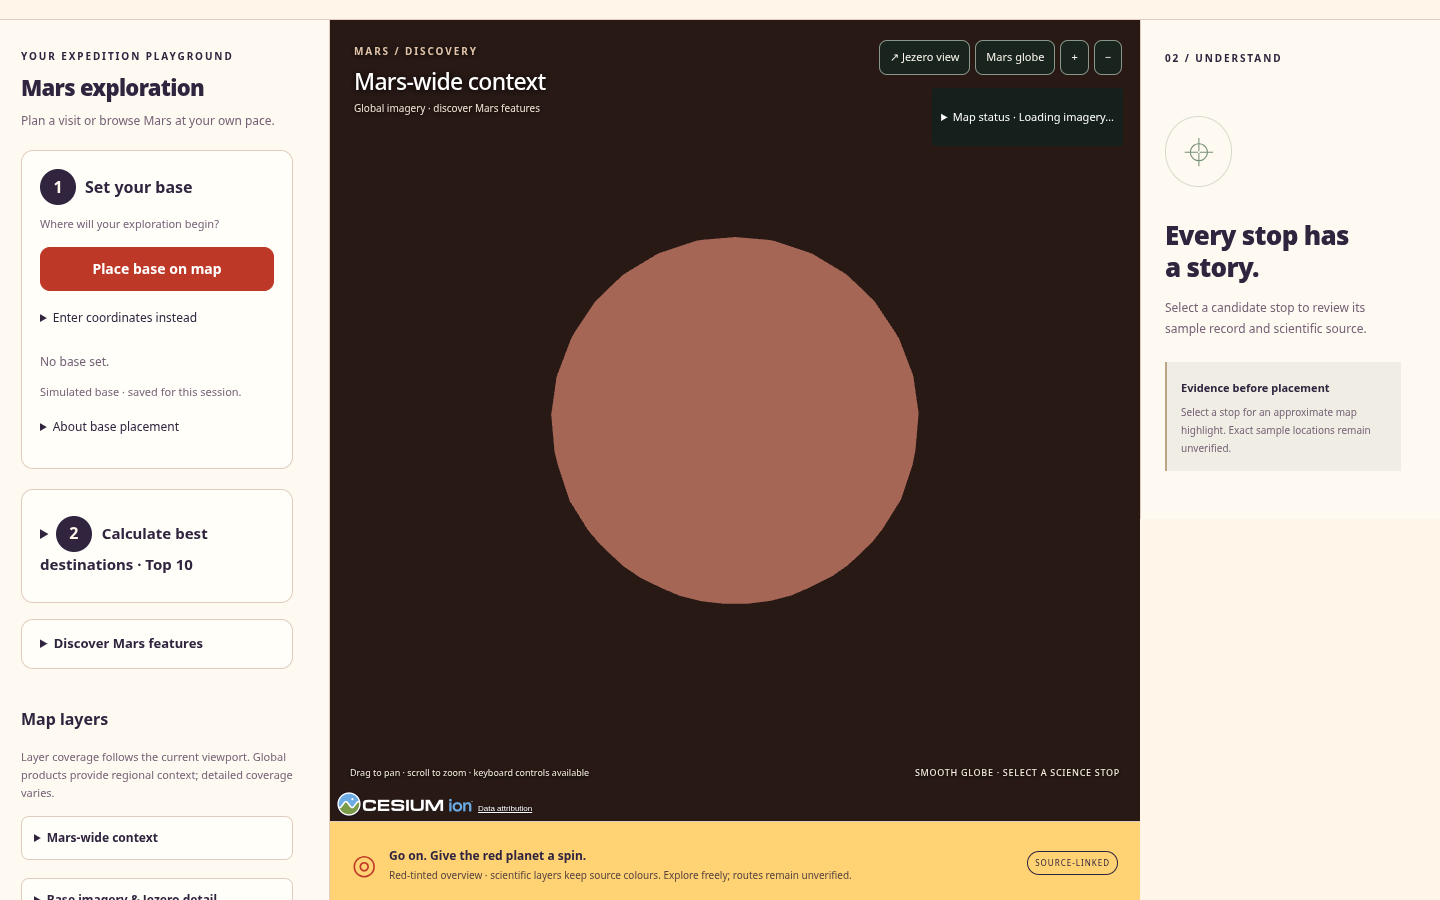 YOUR EXPEDITION PLAYGROUND
Mars exploration
Plan a visit or browse Mars at your own pace.
1 Set your base
Where will your exploration begin?
Place base on map
Enter coordinates instead
No base set.
Simulated base · saved for this session.
About base placement
2 Calculate best
destinations · Top 10
Discover Mars features
Map layers
Layer coverage follows the current viewport. Global
products provide regional context; detailed coverage
varies.
Mars-wide context
Base imagery & Jezero detail
MARS / DISCOVERY
Mars-wide context
Global imagery · discover Mars features
↗ Jezero view
Mars globe
+
−
Map status · Loading imagery...
Drag to pan · scroll to zoom · keyboard controls available
SMOOTH GLOBE · SELECT A SCIENCE STOP
CESIUM ion
Data attribution
Go on. Give the red planet a spin.
Red-tinted overview · scientific layers keep source colours. Explore freely; routes remain unverified.
SOURCE-LINKED
02 / UNDERSTAND
Every stop has
a story.
Select a candidate stop to review its
sample record and scientific source.
Evidence before placement
Select a stop for an approximate map
highlight. Exact sample locations remain
unverified.